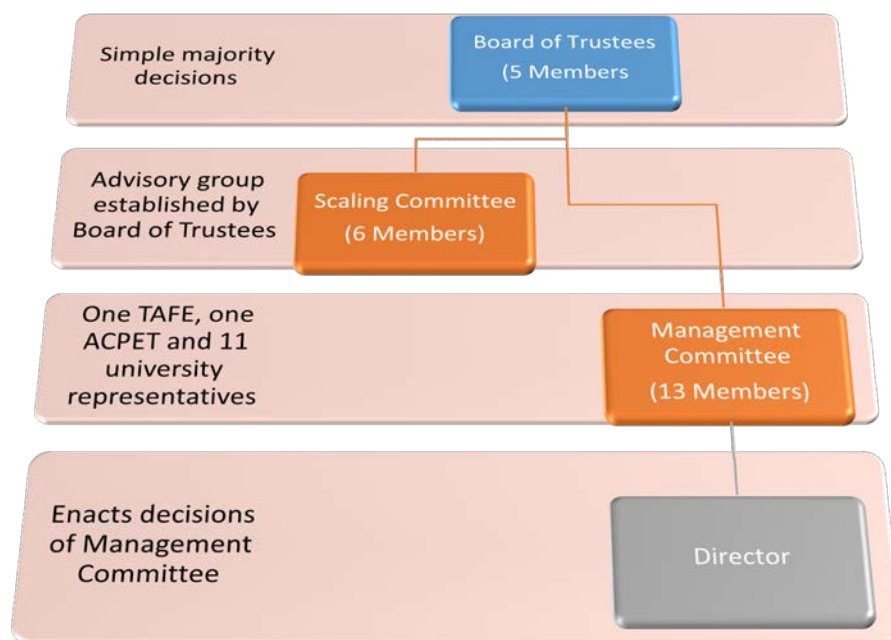 Simple majority
decisions
Board of Trustees
(5 Members
Advisory group
established by
Board of Trustees
Scaling Committee
(6 Members)
One TAFE, one
ACPET and 11
university
representatives
Management
Committee
(13 Members)
Enacts decisions
of Management
Committee
Director